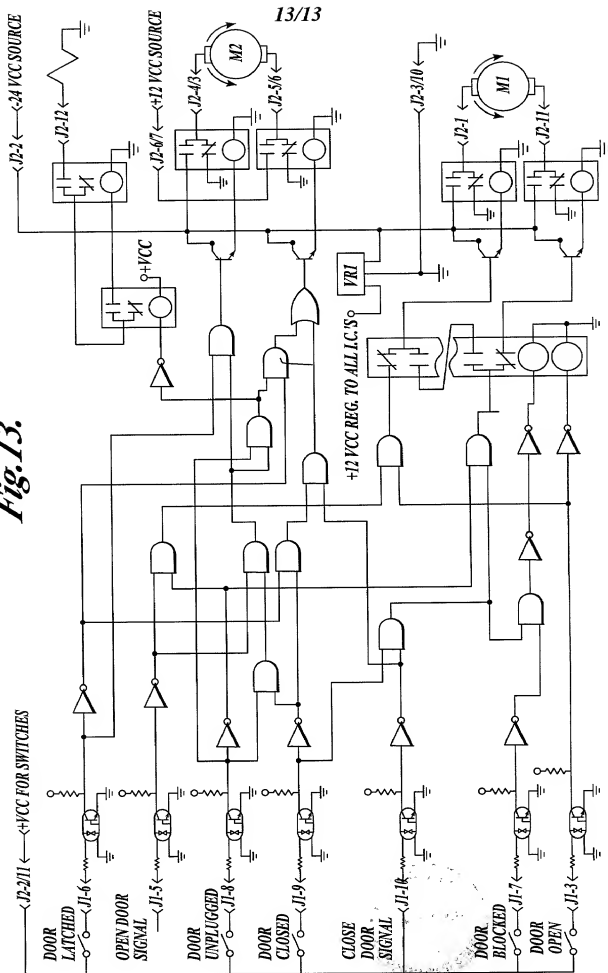 13/13
Fig.13.
J2-2/11
+VCC FOR SWITCHES
DOOR
LATCHED
J1-6
OPEN DOOR
SIGNAL
J1-5
DOOR
UNPLUGGED
J1-8
DOOR
CLOSED
J1-9
CLOSE
DOOR
SIGNAL
J1-10
DOOR
BLOCKED
J1-7
DOOR
OPEN
J1-3
J2-2
-24 VCC SOURCE
J2-12
+VCC
J2-6/7
+12 VCC SOURCE
J2-4/3
M2
J2-5/6
VR1
+12 VCC REG. TO ALL I.C.'S
J2-3/10
J2-1
M1
J2-11